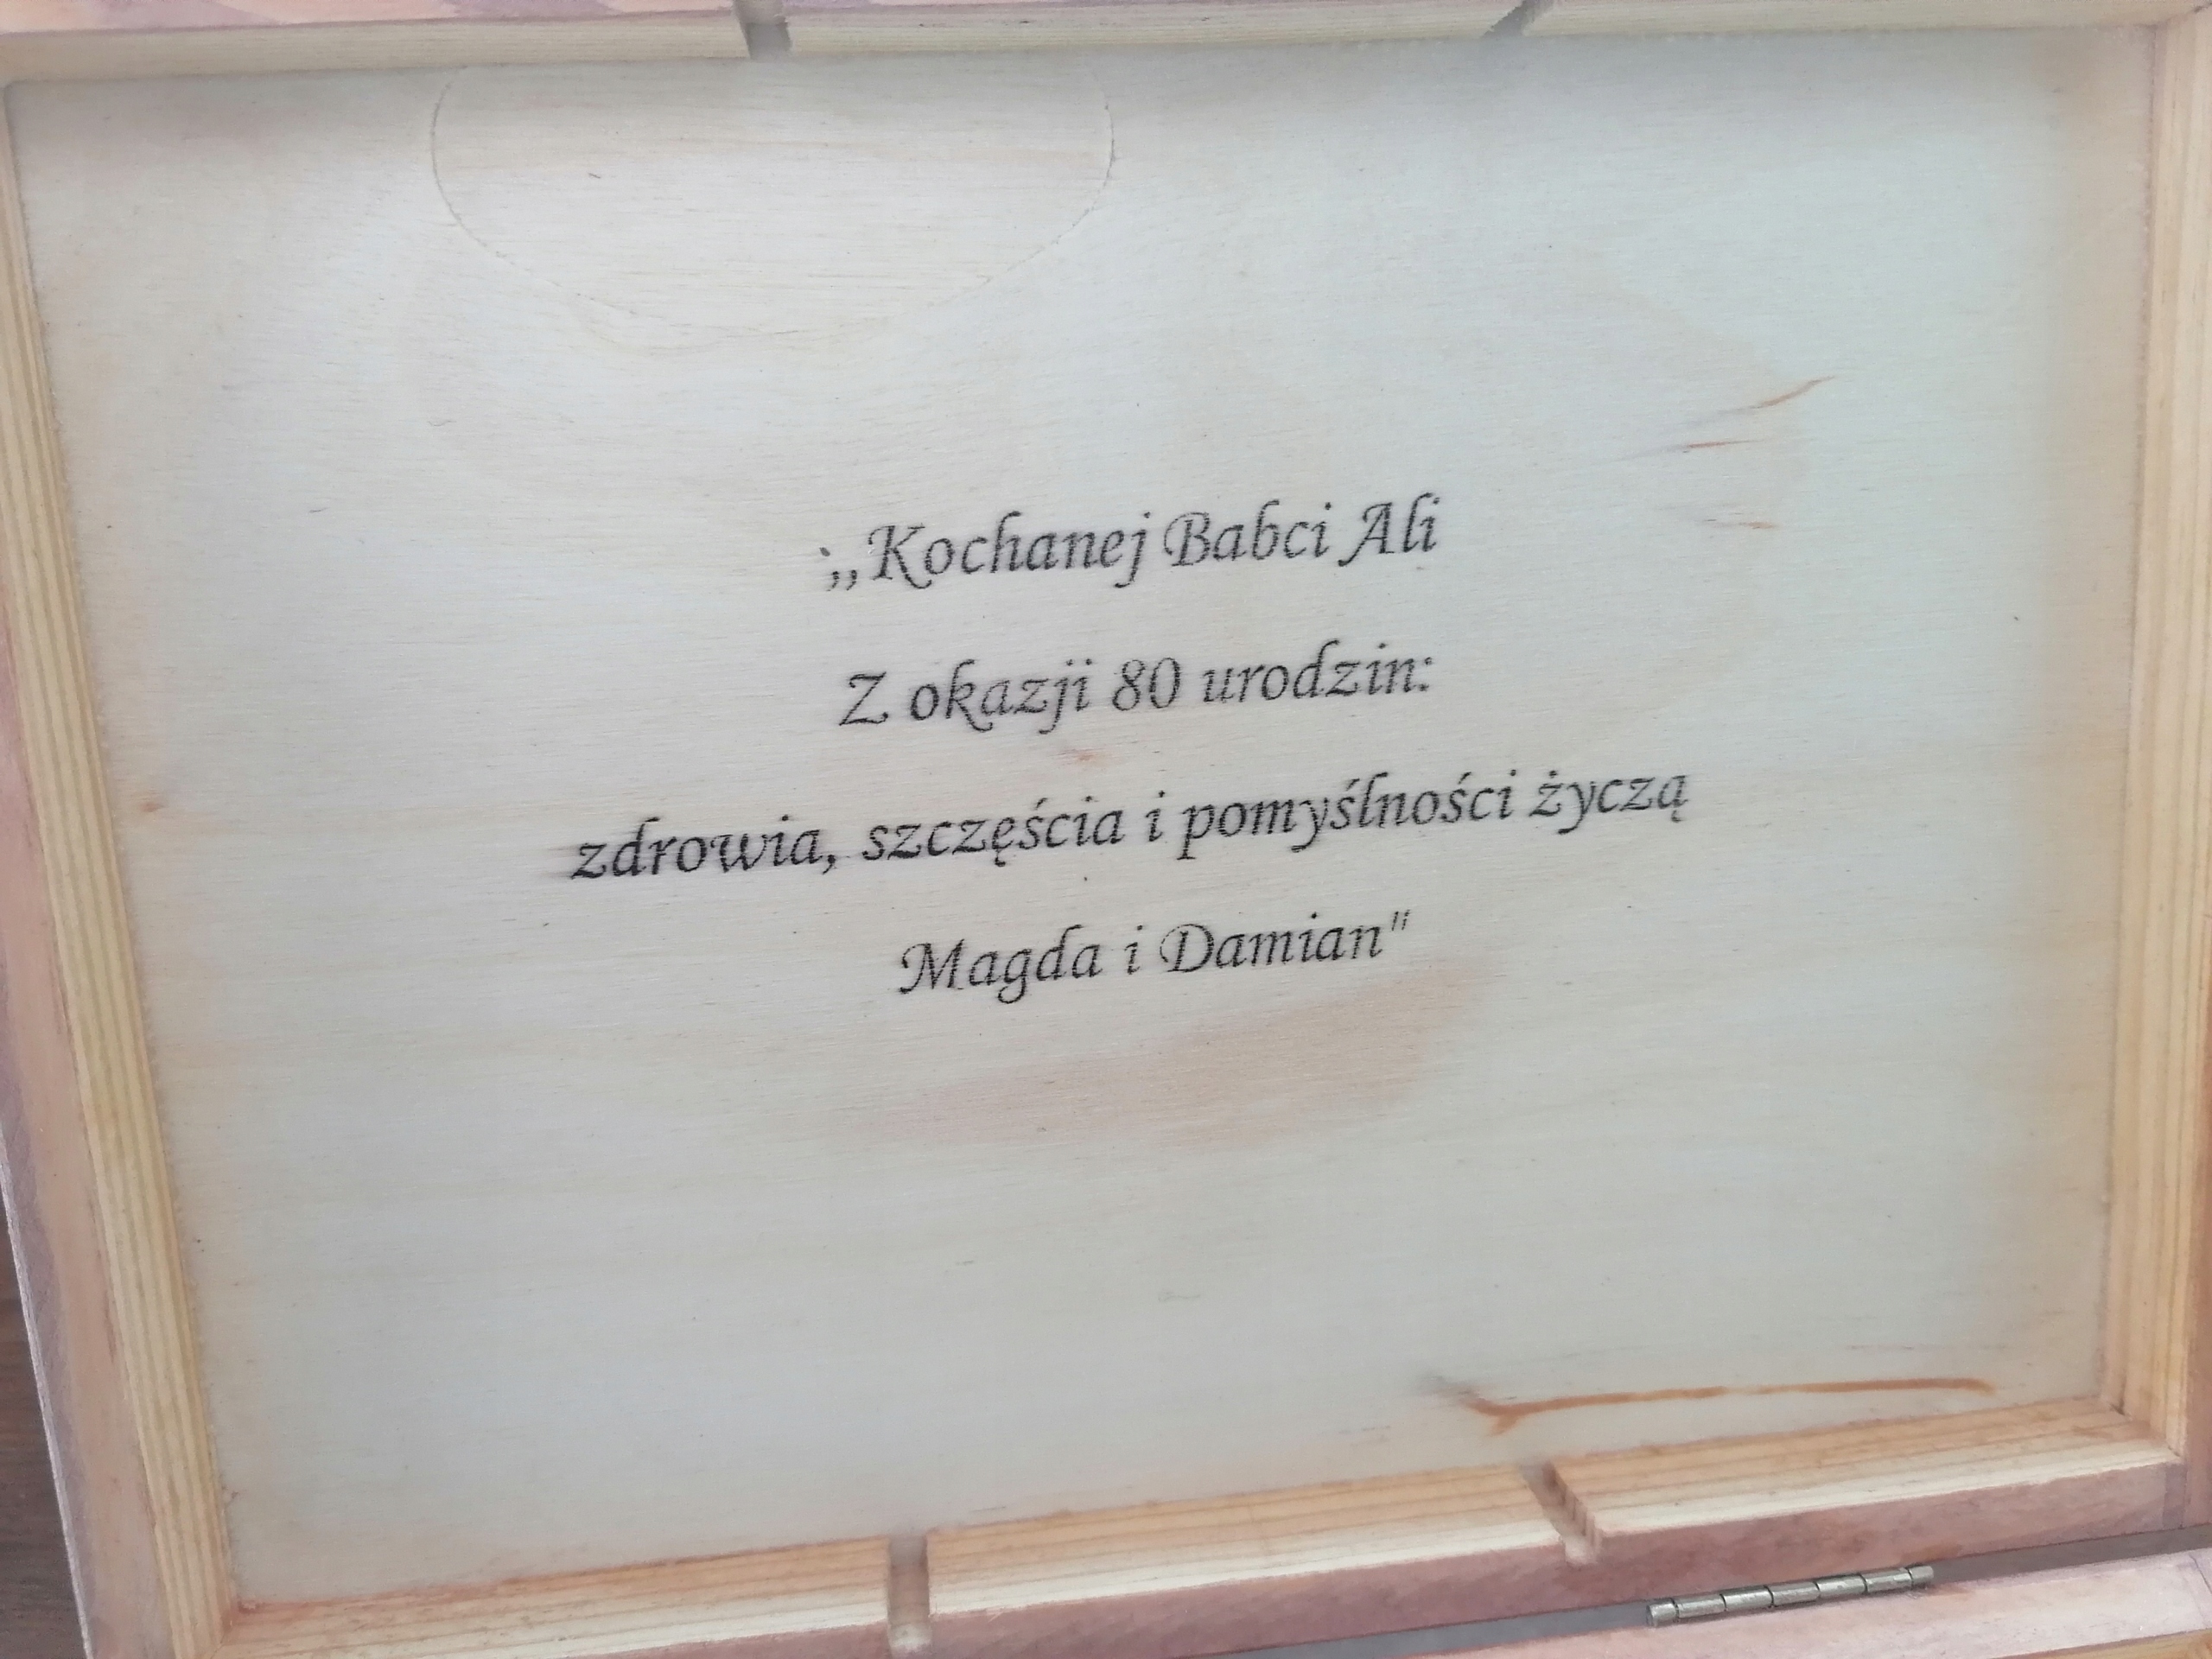 ,,Kochanej Babci Ali
Z okazji 80 urodzin:
zdrowia, szczęścia i pomyślności życzą
Magda i Damian"